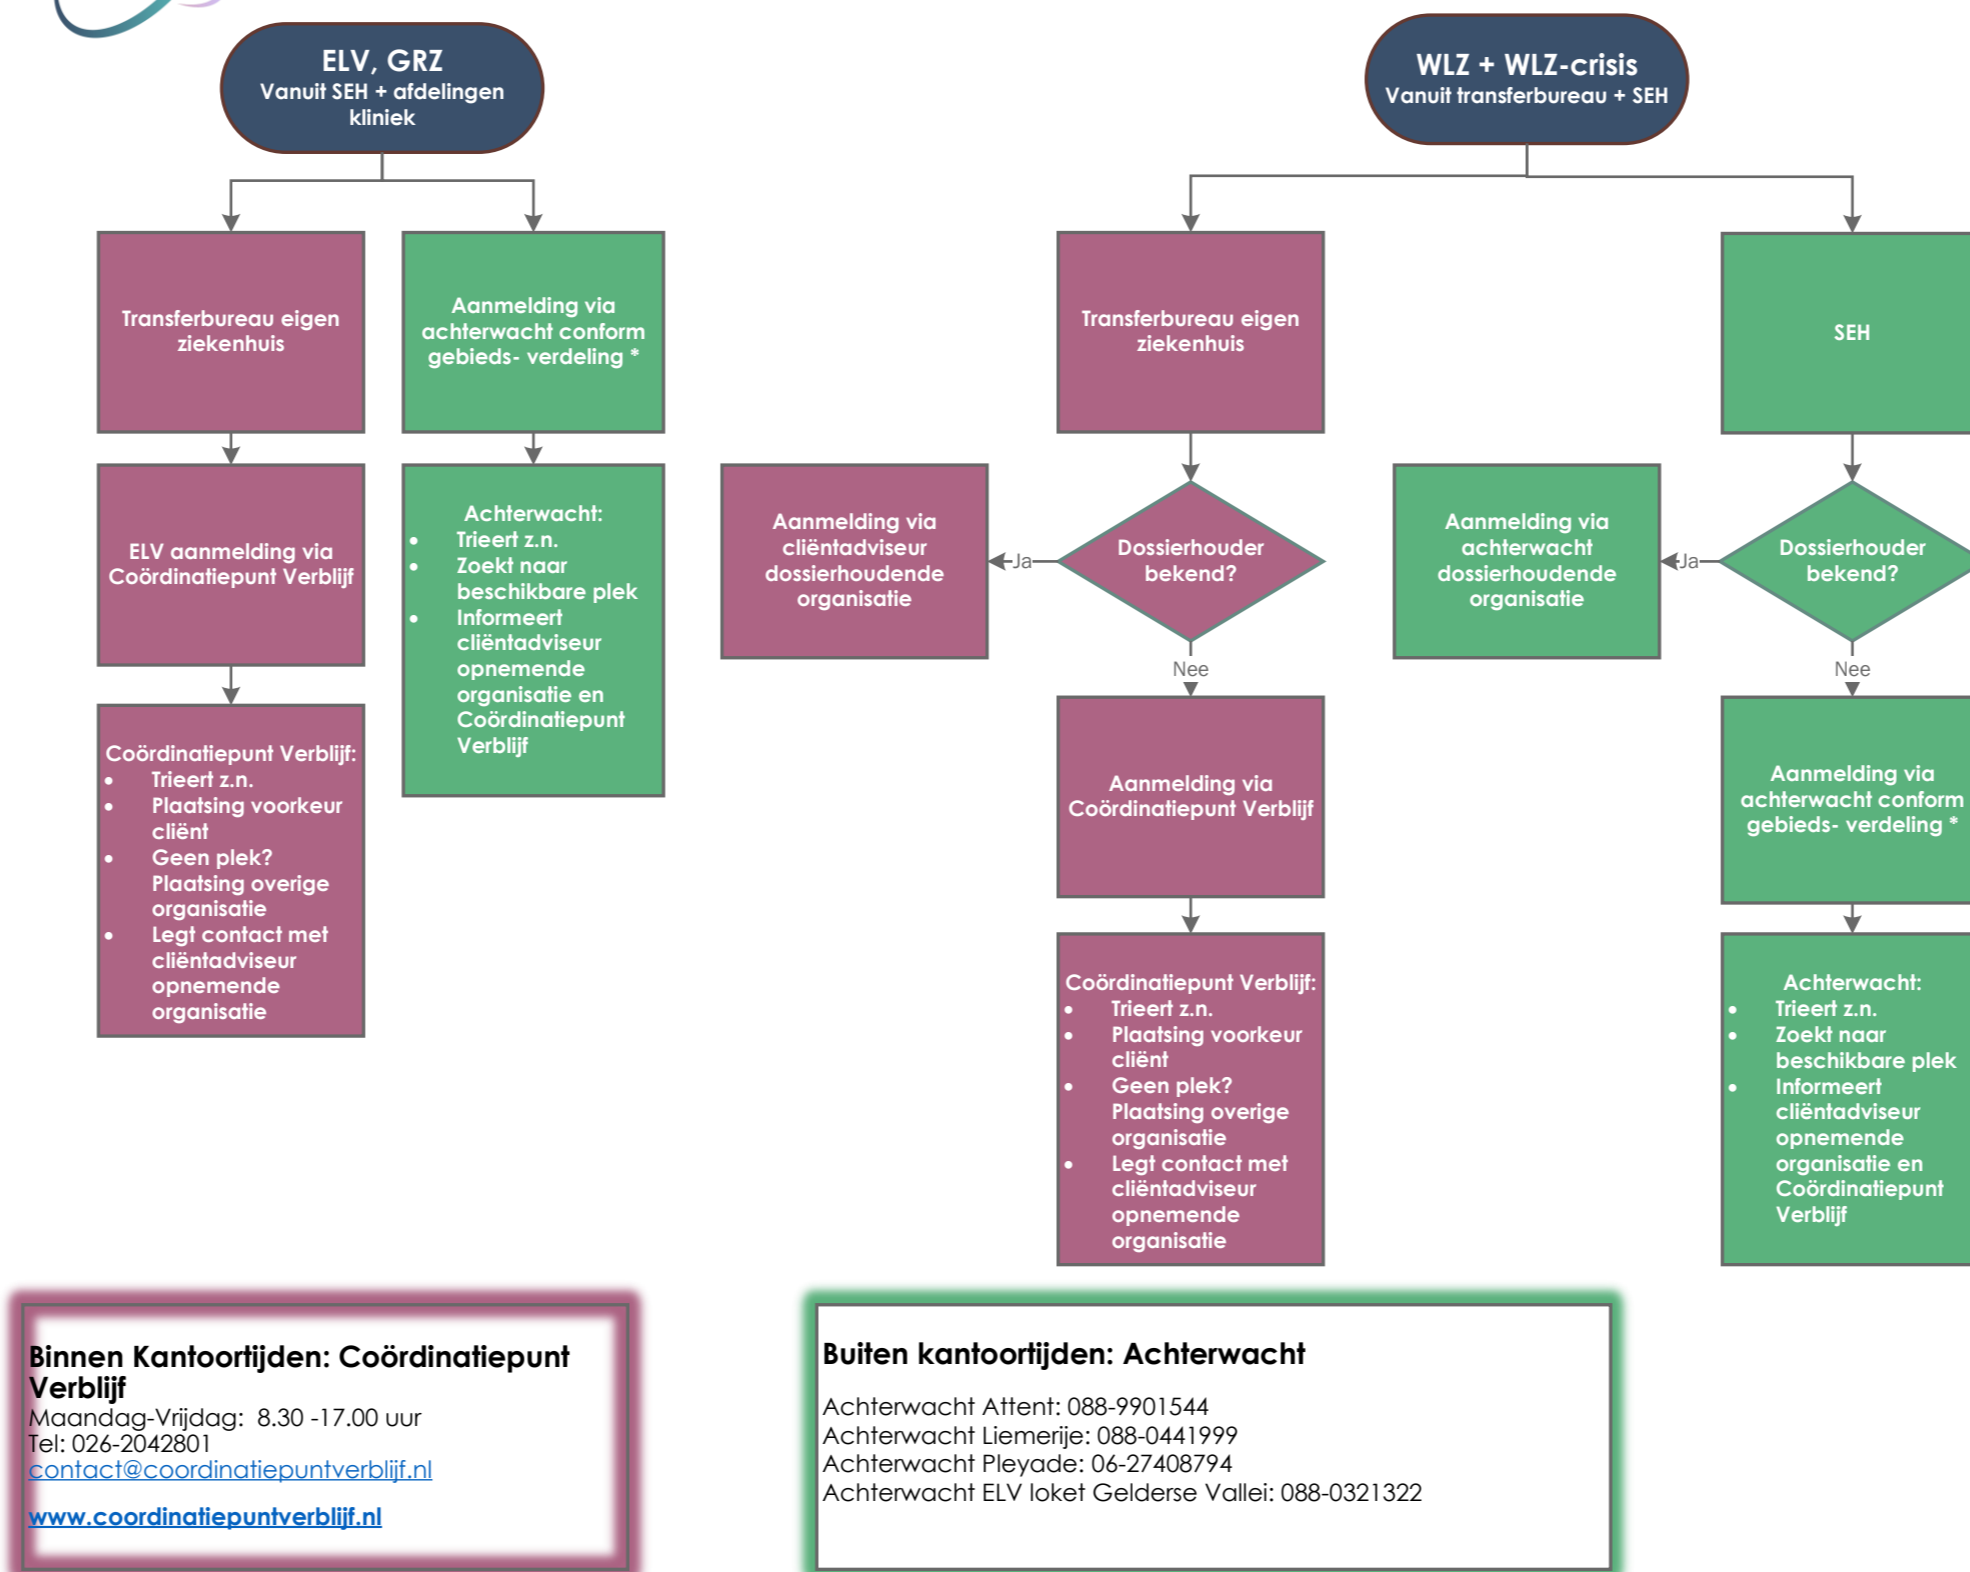 ELV, GRZ
Vanuit SEH + afdelingen
kliniek
Transferbureau eigen
ziekenhuis
ELV aanmelding via
Coördinatiepunt Verblijf
Coördinatiepunt Verblijf:
• Trieert z.n.
• Plaatsing voorkeur
cliënt
• Geen plek?
Plaatsing overige
organisatie
• Legt contact met
cliëntadviseur
opnemende
organisatie
Aanmelding via
achterwacht conform
gebieds- verdeling *
Achterwacht:
• Trieert z.n.
• Zoekt naar
beschikbare plek
• Informeert
cliëntadviseur
opnemende
organisatie en
Coördinatiepunt
Verblijf
WLZ + WLZ-crisis
Vanuit transferbureau + SEH
Transferbureau eigen
ziekenhuis
Dossierhouder
bekend?
Ja
Aanmelding via
cliëntadviseur
dossierhoudende
organisatie
Nee
Aanmelding via
Coördinatiepunt Verblijf
Coördinatiepunt Verblijf:
• Trieert z.n.
• Plaatsing voorkeur
cliënt
• Geen plek?
Plaatsing overige
organisatie
• Legt contact met
cliëntadviseur
opnemende
organisatie
SEH
Dossierhouder
bekend?
Ja
Aanmelding via
achterwacht
dossierhoudende
organisatie
Nee
Aanmelding via
achterwacht conform
gebieds- verdeling *
Achterwacht:
• Trieert z.n.
• Zoekt naar
beschikbare plek
• Informeert
cliëntadviseur
opnemende
organisatie en
Coördinatiepunt
Verblijf
Binnen Kantoortijden: Coördinatiepunt
Verblijf
Maandag-Vrijdag: 8.30 -17.00 uur
Tel: 026-2042801
contact@coordinatiepuntverblijf.nl
www.coordinatiepuntverblijf.nl
Buiten kantoortijden: Achterwacht
Achterwacht Attent: 088-9901544
Achterwacht Liemerije: 088-0441999
Achterwacht Pleyade: 06-27408794
Achterwacht ELV loket Gelderse Vallei: 088-0321322